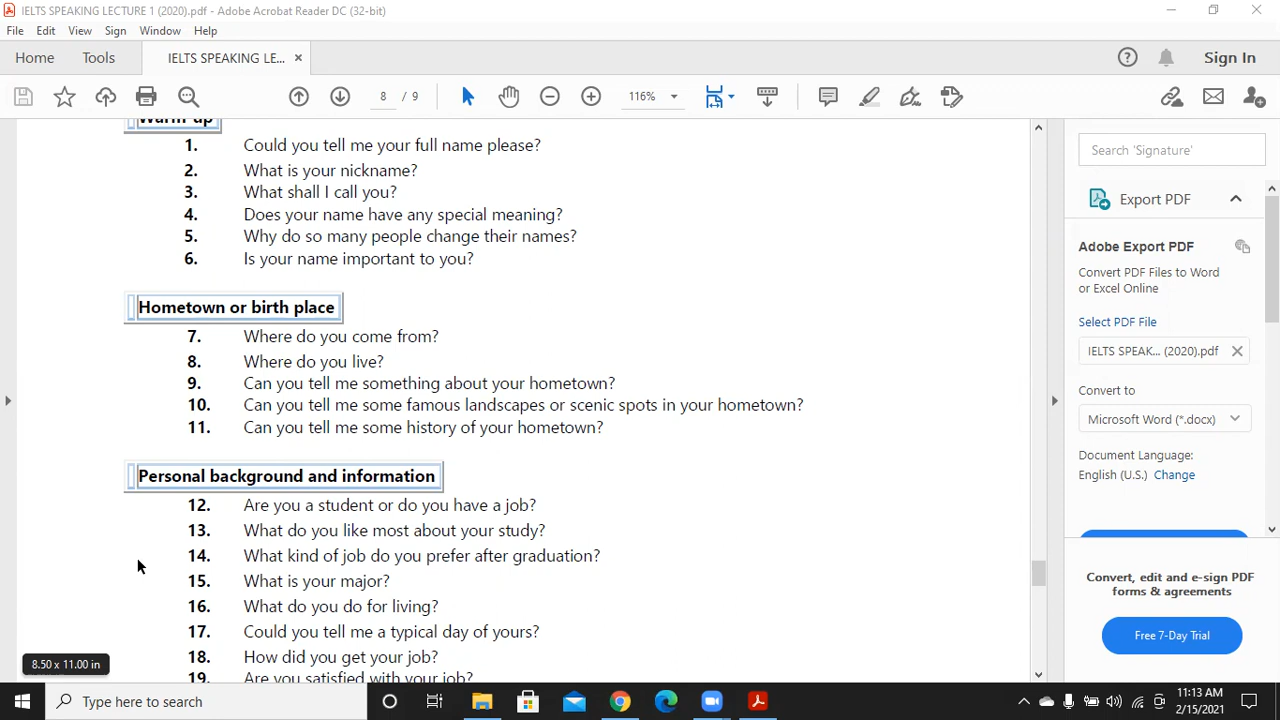 IELTS SPEAKING LECTURE 1 (2020).pdf - Adobe Acrobat Reader DC (32-bit)
File Edit View Sign Window Help
Home Tools IELTS SPEAKING LE... Sign In
8 / 9 116%
Warm-up
1. Could you tell me your full name please?
2. What is your nickname?
3. What shall I call you?
4. Does your name have any special meaning?
5. Why do so many people change their names?
6. Is your name important to you?
Hometown or birth place
7. Where do you come from?
8. Where do you live?
9. Can you tell me something about your hometown?
10. Can you tell me some famous landscapes or scenic spots in your hometown?
11. Can you tell me some history of your hometown?
Personal background and information
12. Are you a student or do you have a job?
13. What do you like most about your study?
14. What kind of job do you prefer after graduation?
15. What is your major?
16. What do you do for living?
17. Could you tell me a typical day of yours?
18. How did you get your job?
19. Are you satisfied with your job?
8.50 x 11.00 in
Search 'Signature'
Export PDF
Adobe Export PDF
Convert PDF Files to Word
or Excel Online
Select PDF File
IELTS SPEAK... (2020).pdf
Convert to
Microsoft Word (*.docx)
Document Language:
English (U.S.) Change
Convert, edit and e-sign PDF
forms & agreements
Free 7-Day Trial
Type here to search
11:13 AM
2/15/2021